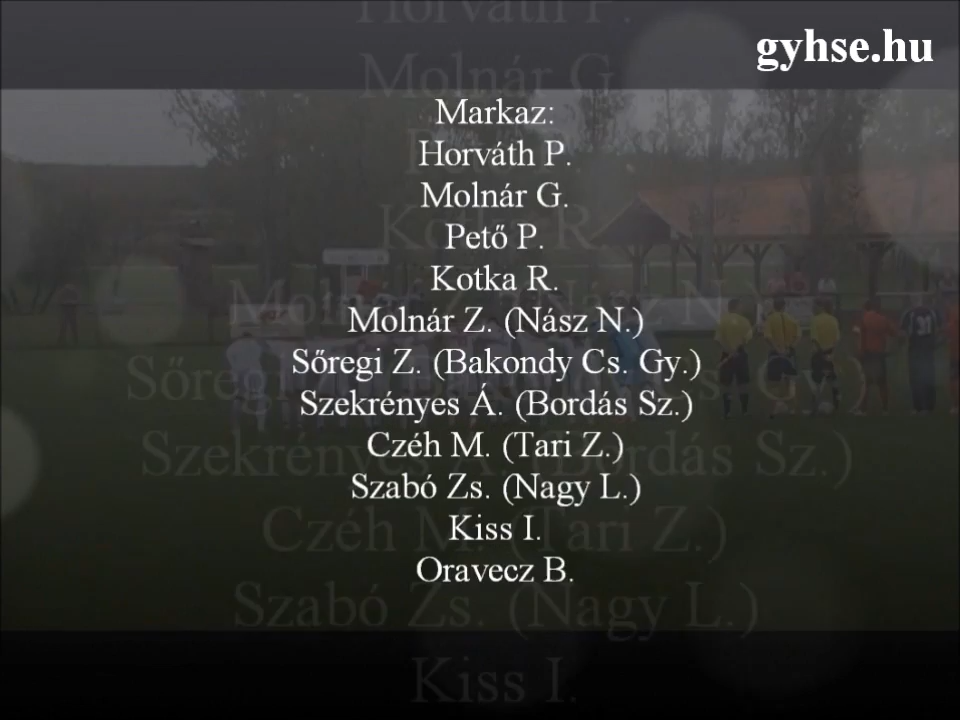 gyhse.hu
Markaz:
Horváth P.
Molnár G.
Pető P.
Kotka R.
Molnár Z. (Nász N.)
Sőregi Z. (Bakondy Cs. Gy.)
Szekrényes Á. (Bordás Sz.)
Czéh M. (Tari Z.)
Szabó Zs. (Nagy L.)
Kiss I.
Oravecz B.